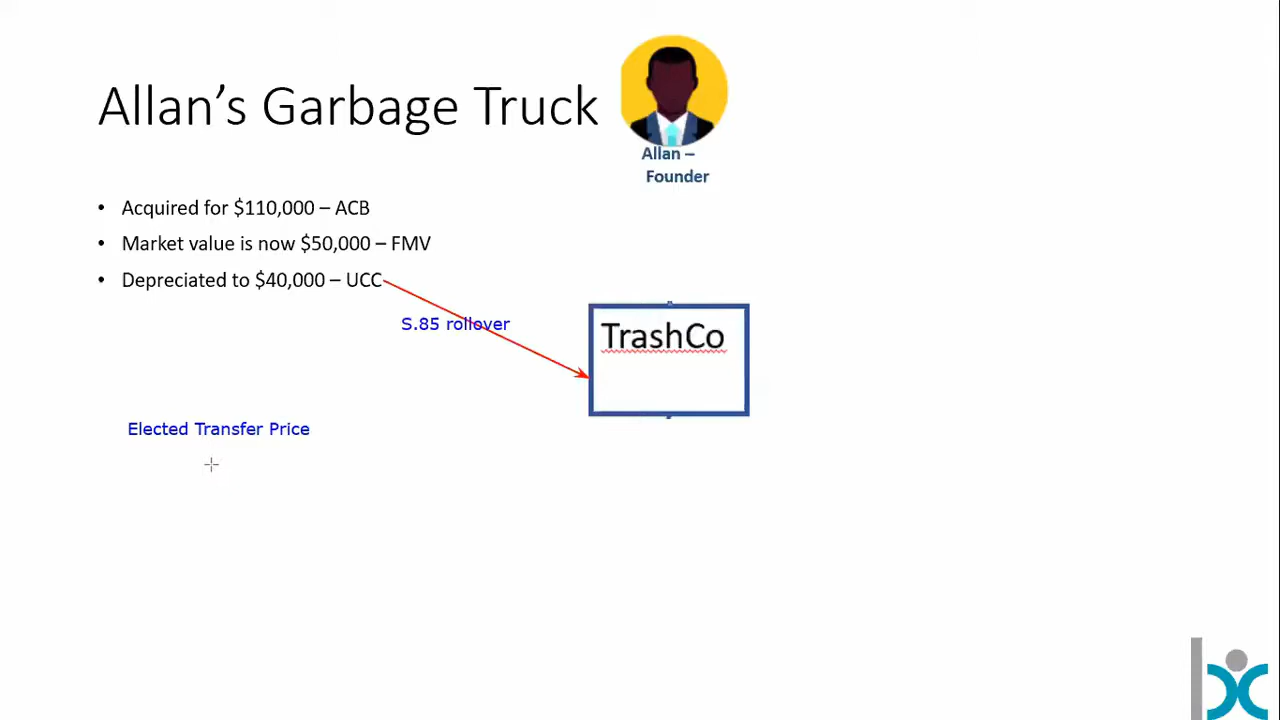 Allan's Garbage Truck
Allan –
Founder
• Acquired for $110,000 – ACB
• Market value is now $50,000 – FMV
• Depreciated to $40,000 – UCC
S.85 rollover
TrashCo
Elected Transfer Price